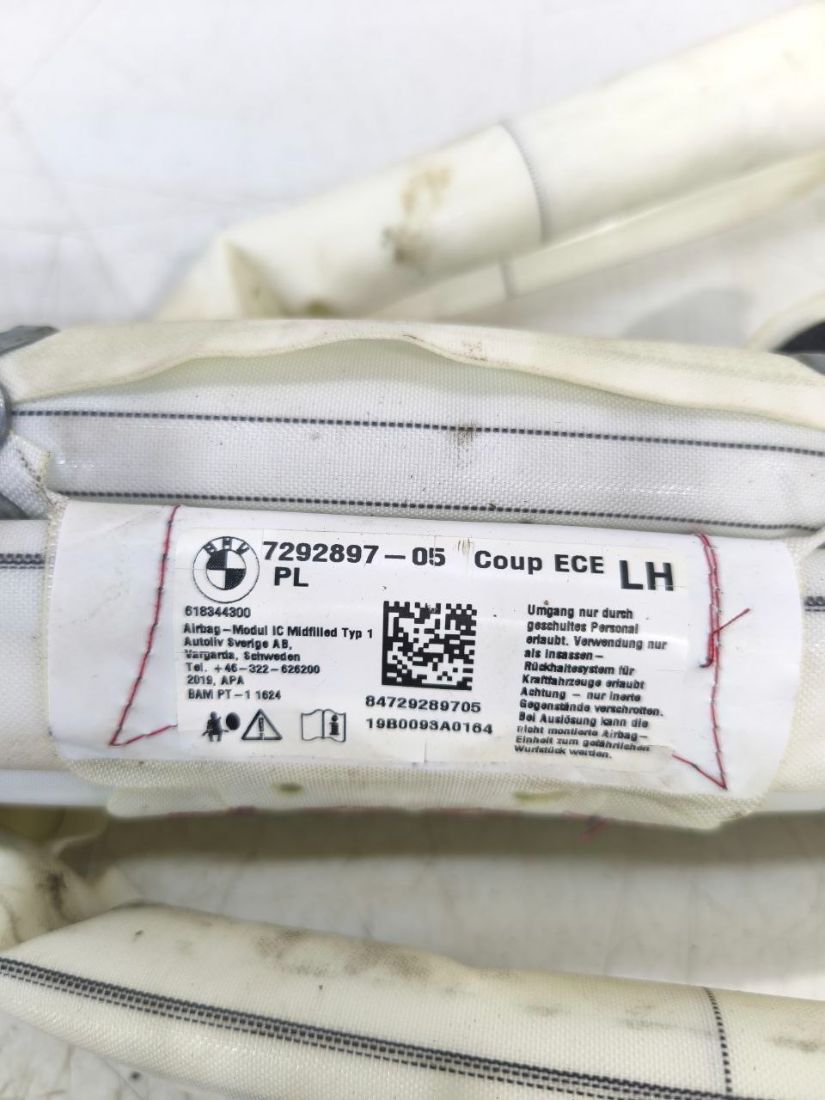 BMW
7292897-05 Coup ECE LH
PL
618344300
Airbag-Modul IC Midfilled Typ 1
Autoliv Sverige AB,
Vargarda, Schweden
Tel. +46-322-626200
2019, APA
BAM PT-1 1624
84729289705
19B0093A0164
Umgang nur durch
geschultes Personal
erlaubt. Verwendung nur
als Insassen-
Rückhaltesystem für
Kraftfahrzeuge erlaubt
Achtung - nur inerte
Gegenstände verschrotten.
Bei Auslösung kann die
nicht montierte Airbag-
Einheit zum gefährlichen
Wurfstück werden.